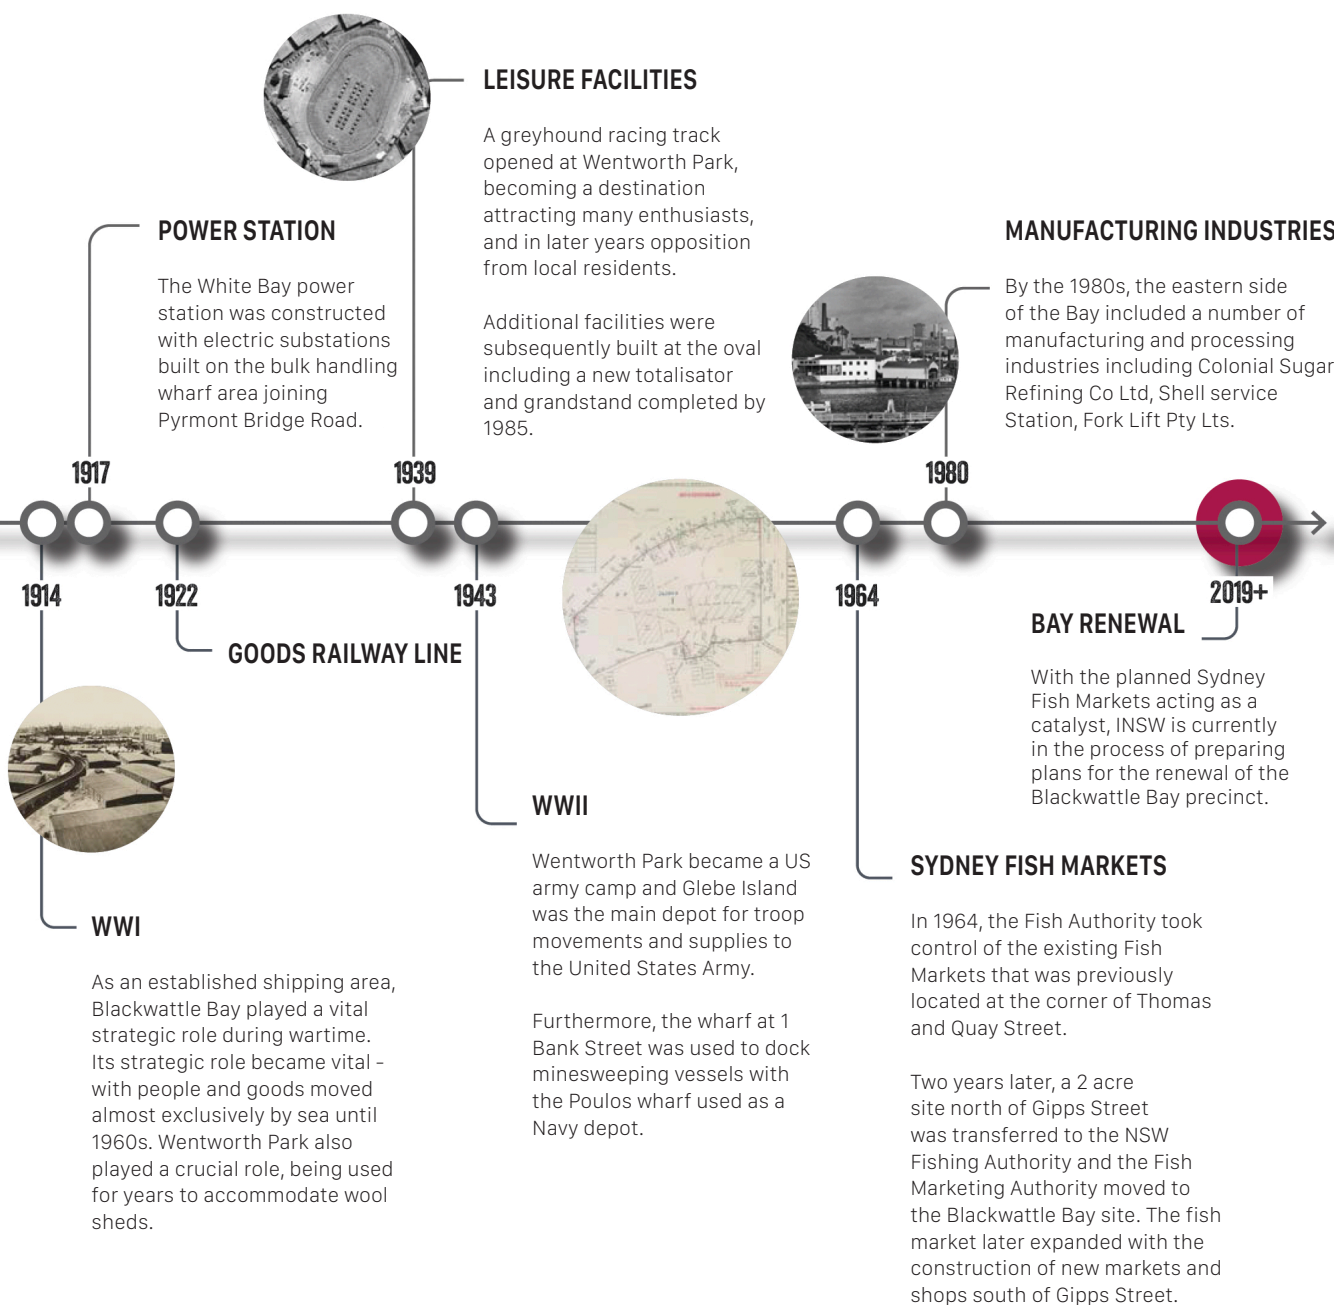 LEISURE FACILITIES
A greyhound racing track
opened at Wentworth Park,
becoming a destination
attracting many enthusiasts,
and in later years opposition
from local residents.
Additional facilities were
subsequently built at the oval
including a new totalisator
and grandstand completed by
1985.
POWER STATION
The White Bay power
station was constructed
with electric substations
built on the bulk handling
wharf area joining
Pyrmont Bridge Road.
MANUFACTURING INDUSTRIES
By the 1980s, the eastern side
of the Bay included a number of
manufacturing and processing
industries including Colonial Sugar
Refining Co Ltd, Shell service
Station, Fork Lift Pty Lts.
1917
1939
1980
1914
1922
1943
1964
2019+
GOODS RAILWAY LINE
BAY RENEWAL
With the planned Sydney
Fish Markets acting as a
catalyst, INSW is currently
in the process of preparing
plans for the renewal of the
Blackwattle Bay precinct.
WWI
As an established shipping area,
Blackwattle Bay played a vital
strategic role during wartime.
Its strategic role became vital -
with people and goods moved
almost exclusively by sea until
1960s. Wentworth Park also
played a crucial role, being used
for years to accommodate wool
sheds.
WWII
Wentworth Park became a US
army camp and Glebe Island
was the main depot for troop
movements and supplies to
the United States Army.
Furthermore, the wharf at 1
Bank Street was used to dock
minesweeping vessels with
the Poulos wharf used as a
Navy depot.
SYDNEY FISH MARKETS
In 1964, the Fish Authority took
control of the existing Fish
Markets that was previously
located at the corner of Thomas
and Quay Street.
Two years later, a 2 acre
site north of Gipps Street
was transferred to the NSW
Fishing Authority and the Fish
Marketing Authority moved to
the Blackwattle Bay site. The fish
market later expanded with the
construction of new markets and
shops south of Gipps Street.